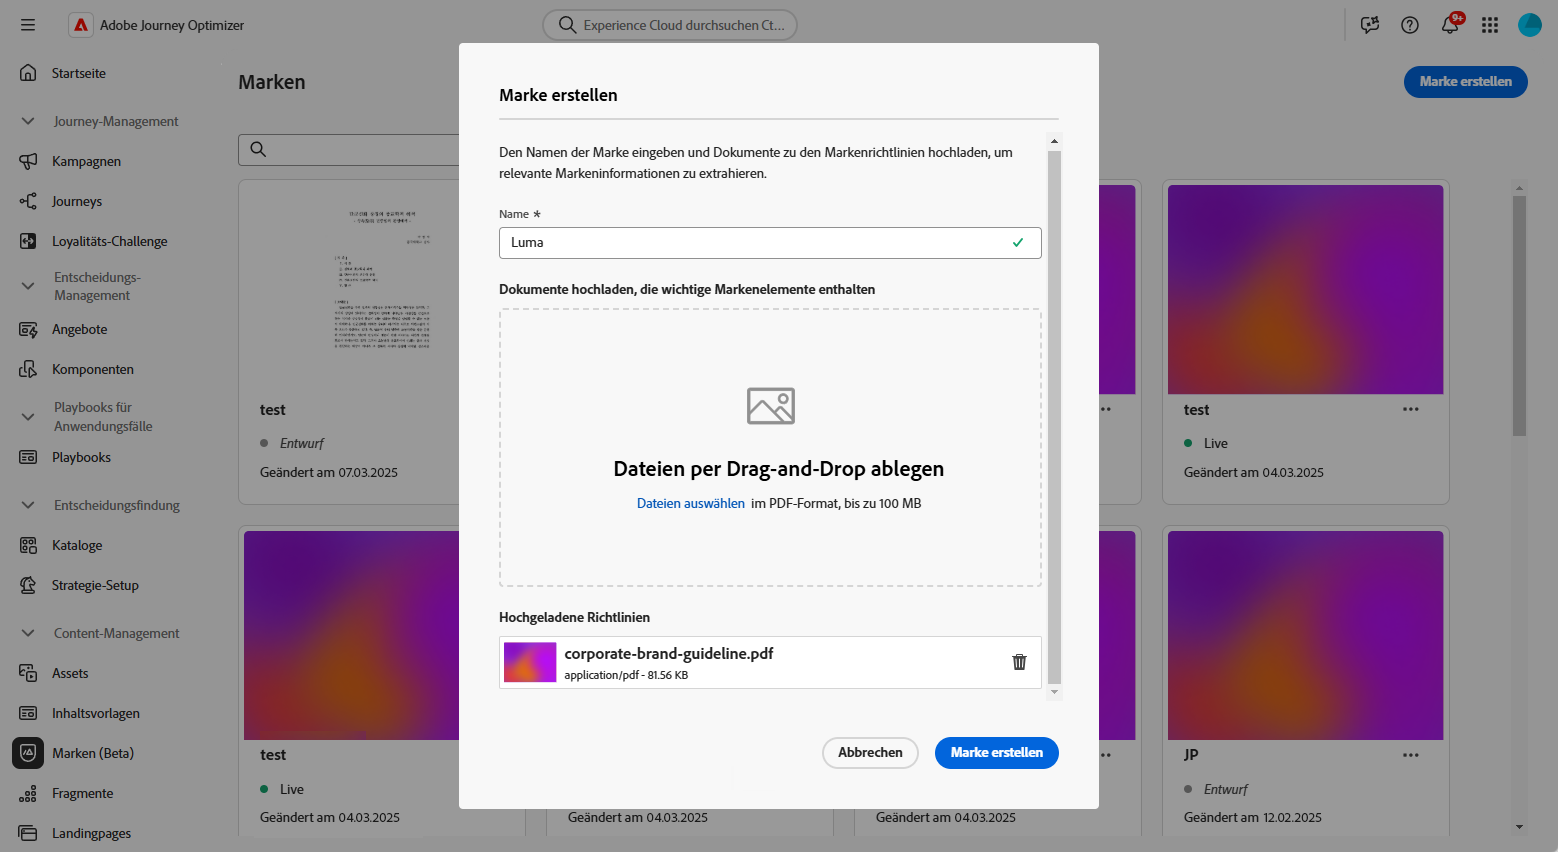 Adobe Journey Optimizer
Experience Cloud durchsuchen Ct...
9+
Startseite
Journey-Management
Kampagnen
Journeys
Loyalitäts-Challenge
Entscheidungs-
Management
Angebote
Komponenten
Playbooks für
Anwendungsfälle
Playbooks
Entscheidungsfindung
Kataloge
Strategie-Setup
Content-Management
Assets
Inhaltsvorlagen
Marken (Beta)
Fragmente
Landingpages
Marken
Marke erstellen
test
Entwurf
Geändert am 07.03.2025
test
Live
Geändert am 04.03.2025
test
Live
Geändert am 04.03.2025
Geändert am 04.03.2025
Geändert am 04.03.2025
JP
Entwurf
Geändert am 12.02.2025
Marke erstellen
Den Namen der Marke eingeben und Dokumente zu den Markenrichtlinien hochladen, um
relevante Markeninformationen zu extrahieren.
Name *
Luma
Dokumente hochladen, die wichtige Markenelemente enthalten
Dateien per Drag-and-Drop ablegen
Dateien auswählen im PDF-Format, bis zu 100 MB
Hochgeladene Richtlinien
corporate-brand-guideline.pdf
application/pdf - 81.56 KB
Abbrechen
Marke erstellen